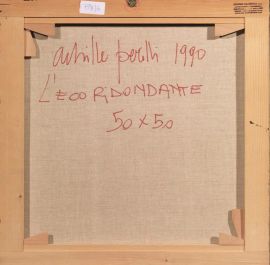 achille perilli 1990
L'ECO RIDONDANTE
50 x 50